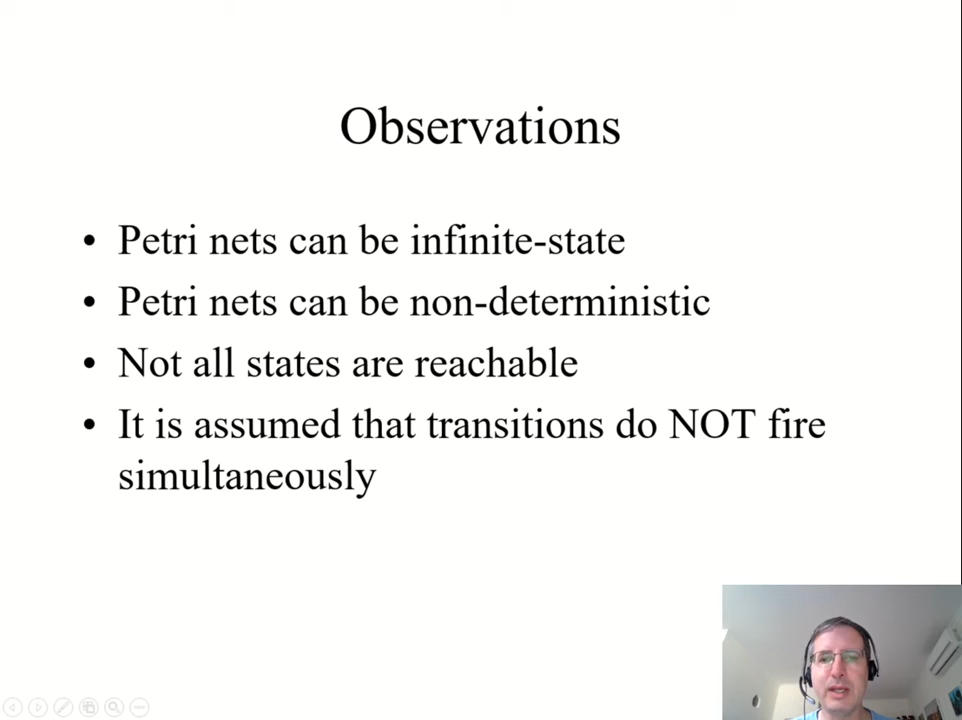 Observations
• Petri nets can be infinite-state
• Petri nets can be non-deterministic
• Not all states are reachable
• It is assumed that transitions do NOT fire
simultaneously